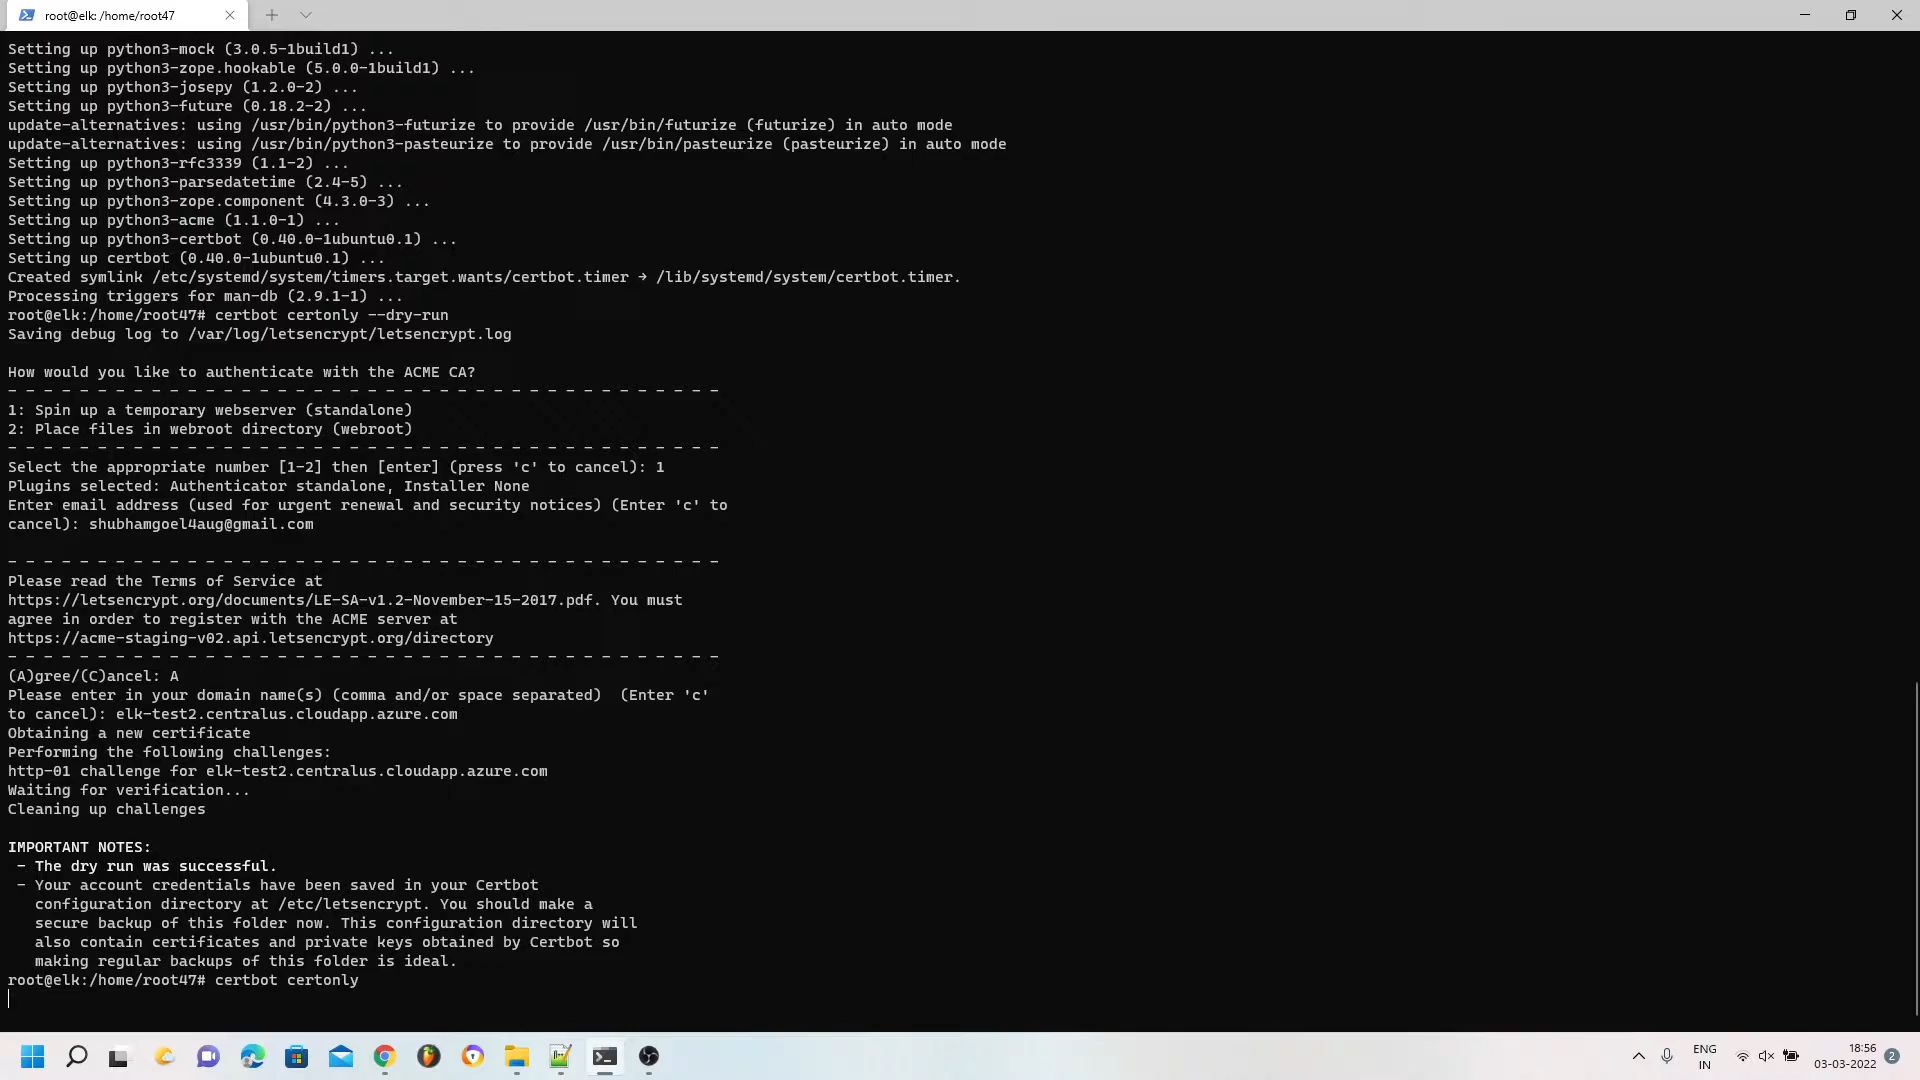 root@elk: /home/root47
Setting up python3-mock (3.0.5-1build1) ...
Setting up python3-zope.hookable (5.0.0-1build1) ...
Setting up python3-josepy (1.2.0-2) ...
Setting up python3-future (0.18.2-2) ...
update-alternatives: using /usr/bin/python3-futurize to provide /usr/bin/futurize (futurize) in auto mode
update-alternatives: using /usr/bin/python3-pasteurize to provide /usr/bin/pasteurize (pasteurize) in auto mode
Setting up python3-rfc3339 (1.1-2) ...
Setting up python3-parsedatetime (2.4-5) ...
Setting up python3-zope.component (4.3.0-3) ...
Setting up python3-acme (1.1.0-1) ...
Setting up python3-certbot (0.40.0-1ubuntu0.1) ...
Setting up certbot (0.40.0-1ubuntu0.1) ...
Created symlink /etc/systemd/system/timers.target.wants/certbot.timer → /lib/systemd/system/certbot.timer.
Processing triggers for man-db (2.9.1-1) ...
root@elk:/home/root47# certbot certonly --dry-run
Saving debug log to /var/log/letsencrypt/letsencrypt.log
How would you like to authenticate with the ACME CA?
- - - - - - - - - - - - - - - - - - - - - - - - - - - - - - - - - - - - - - - -
1: Spin up a temporary webserver (standalone)
2: Place files in webroot directory (webroot)
- - - - - - - - - - - - - - - - - - - - - - - - - - - - - - - - - - - - - - - -
Select the appropriate number [1-2] then [enter] (press 'c' to cancel): 1
Plugins selected: Authenticator standalone, Installer None
Enter email address (used for urgent renewal and security notices) (Enter 'c' to
cancel): shubhamgoel4aug@gmail.com
- - - - - - - - - - - - - - - - - - - - - - - - - - - - - - - - - - - - - - - -
Please read the Terms of Service at
https://letsencrypt.org/documents/LE-SA-v1.2-November-15-2017.pdf. You must
agree in order to register with the ACME server at
https://acme-staging-v02.api.letsencrypt.org/directory
- - - - - - - - - - - - - - - - - - - - - - - - - - - - - - - - - - - - - - - -
(A)gree/(C)ancel: A
Please enter in your domain name(s) (comma and/or space separated)  (Enter 'c'
to cancel): elk-test2.centralus.cloudapp.azure.com
Obtaining a new certificate
Performing the following challenges:
http-01 challenge for elk-test2.centralus.cloudapp.azure.com
Waiting for verification...
Cleaning up challenges
IMPORTANT NOTES:
- The dry run was successful.
- Your account credentials have been saved in your Certbot
configuration directory at /etc/letsencrypt. You should make a
secure backup of this folder now. This configuration directory will
also contain certificates and private keys obtained by Certbot so
making regular backups of this folder is ideal.
root@elk:/home/root47# certbot certonly
ENG
IN
18:56
03-03-2022
2